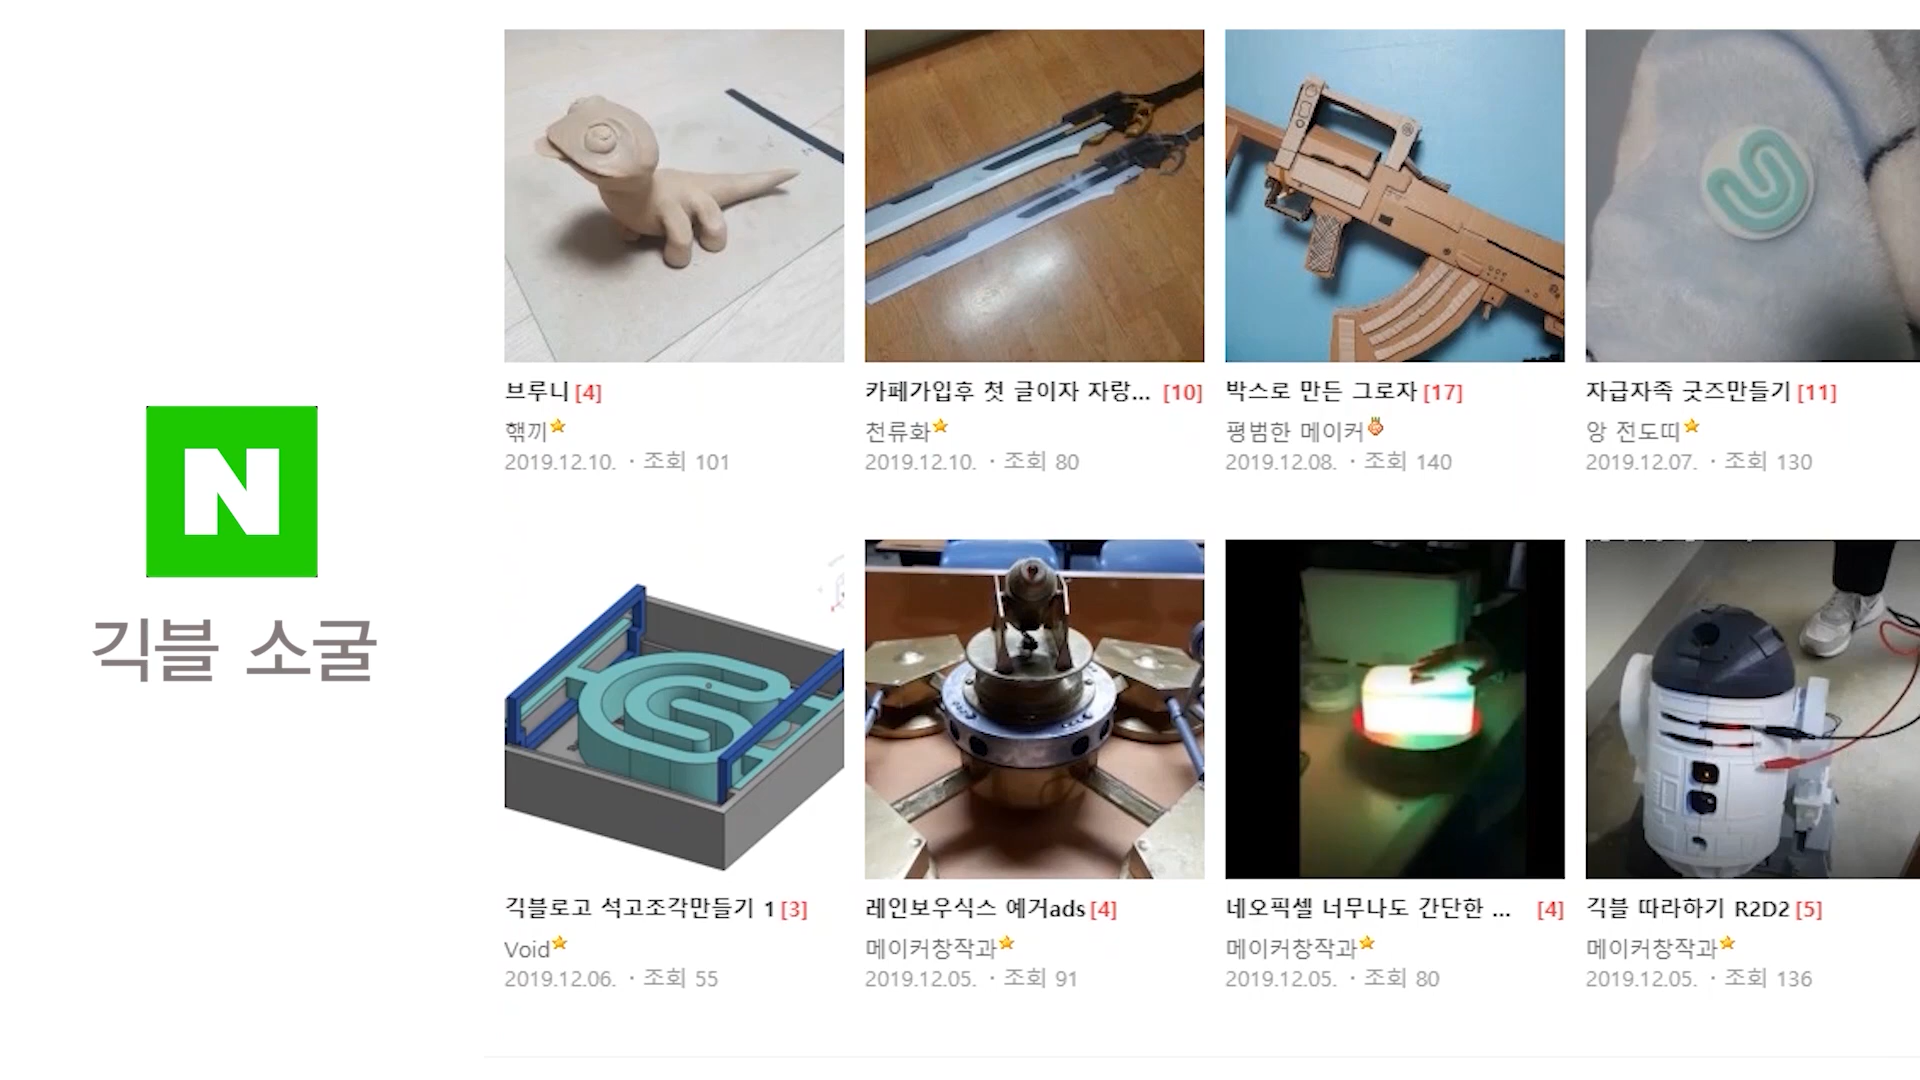 N
긱블 소굴
브루니 [4]
핶끼
2019.12.10. · 조회 101
카페가입후 첫 글이자 자랑... [10]
천류화
2019.12.10. · 조회 80
박스로 만든 그로자 [17]
평범한 메이커
2019.12.08. · 조회 140
자급자족 굿즈만들기 [11]
앙 전도띠
2019.12.07. · 조회 130
긱블로고 석고조각만들기 1 [3]
Void
2019.12.06. · 조회 55
레인보우식스 예거ads [4]
메이커창작과
2019.12.05. · 조회 91
네오픽셀 너무나도 간단한 ... [4]
메이커창작과
2019.12.05. · 조회 80
긱블 따라하기 R2D2 [5]
메이커창작과
2019.12.05. · 조회 136